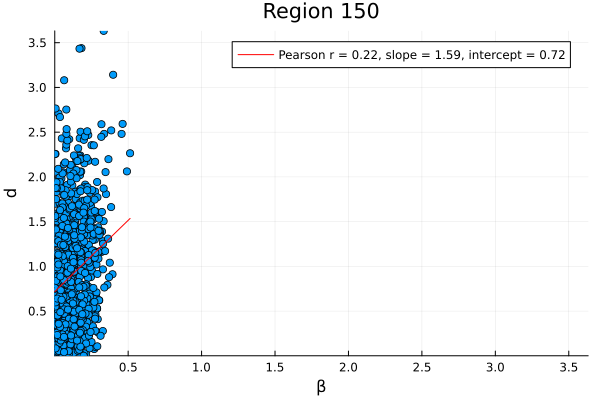 Region 150
Pearson r = 0.22, slope = 1.59, intercept = 0.72
3.5
3.0
2.5
2.0
1.5
1.0
0.5
d
0.5 1.0 1.5 2.0 2.5 3.0 3.5
β